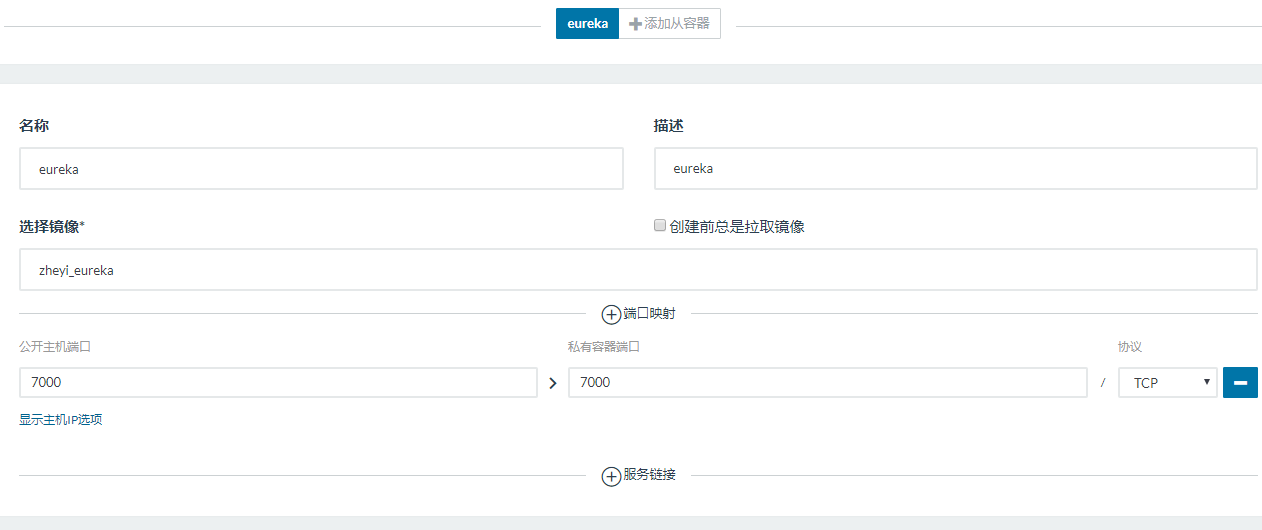 eureka 添加从容器
名称 描述
eureka eureka
选择镜像* 创建前总是拉取镜像
zheyi_eureka
端口映射
公开主机端口 私有容器端口 协议
7000 7000 / TCP
显示主机IP选项
服务链接